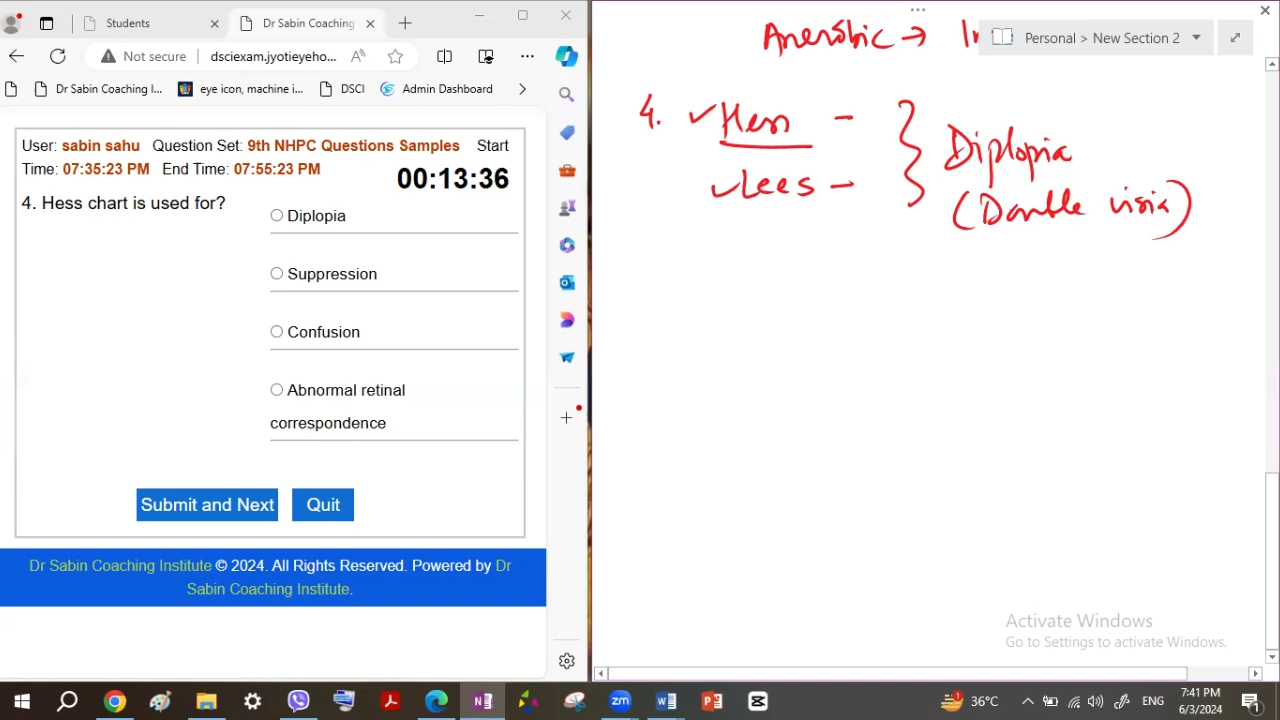 Students
Dr Sabin Coaching
Not secure
dsciexam.jyotieyeho...
Dr Sabin Coaching I...
eye icon, machine i...
DSCI
Admin Dashboard
User: sabin sahu Question Set: 9th NHPC Questions Samples Start
Time: 07:35:23 PM End Time: 07:55:23 PM
00:13:36
4. Hess chart is used for?
Diplopia
Suppression
Confusion
Abnormal retinal
correspondence
Submit and Next
Quit
Dr Sabin Coaching Institute © 2024. All Rights Reserved. Powered by Dr
Sabin Coaching Institute.
Anerobic →
Personal > New Section 2
4. ✓Hess - } Diplopia
✓Lees - (Double vision)
Activate Windows
Go to Settings to activate Windows.
36°C
ENG
7:41 PM
6/3/2024